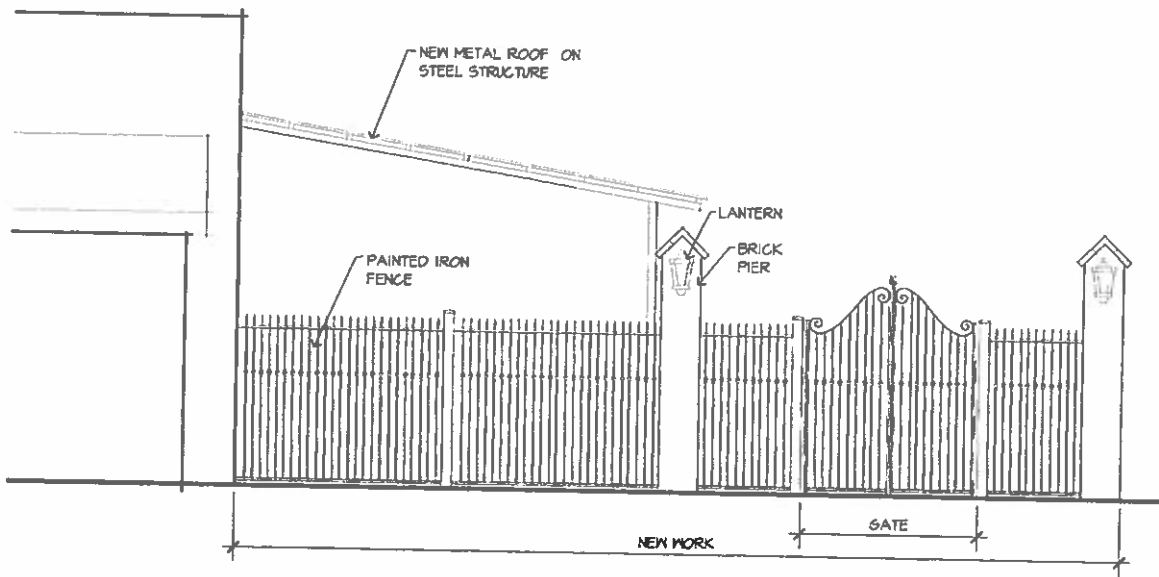 NEW METAL ROOF ON
STEEL STRUCTURE
LANTERN
BRICK
PIER
PAINTED IRON
FENCE
GATE
NEW WORK